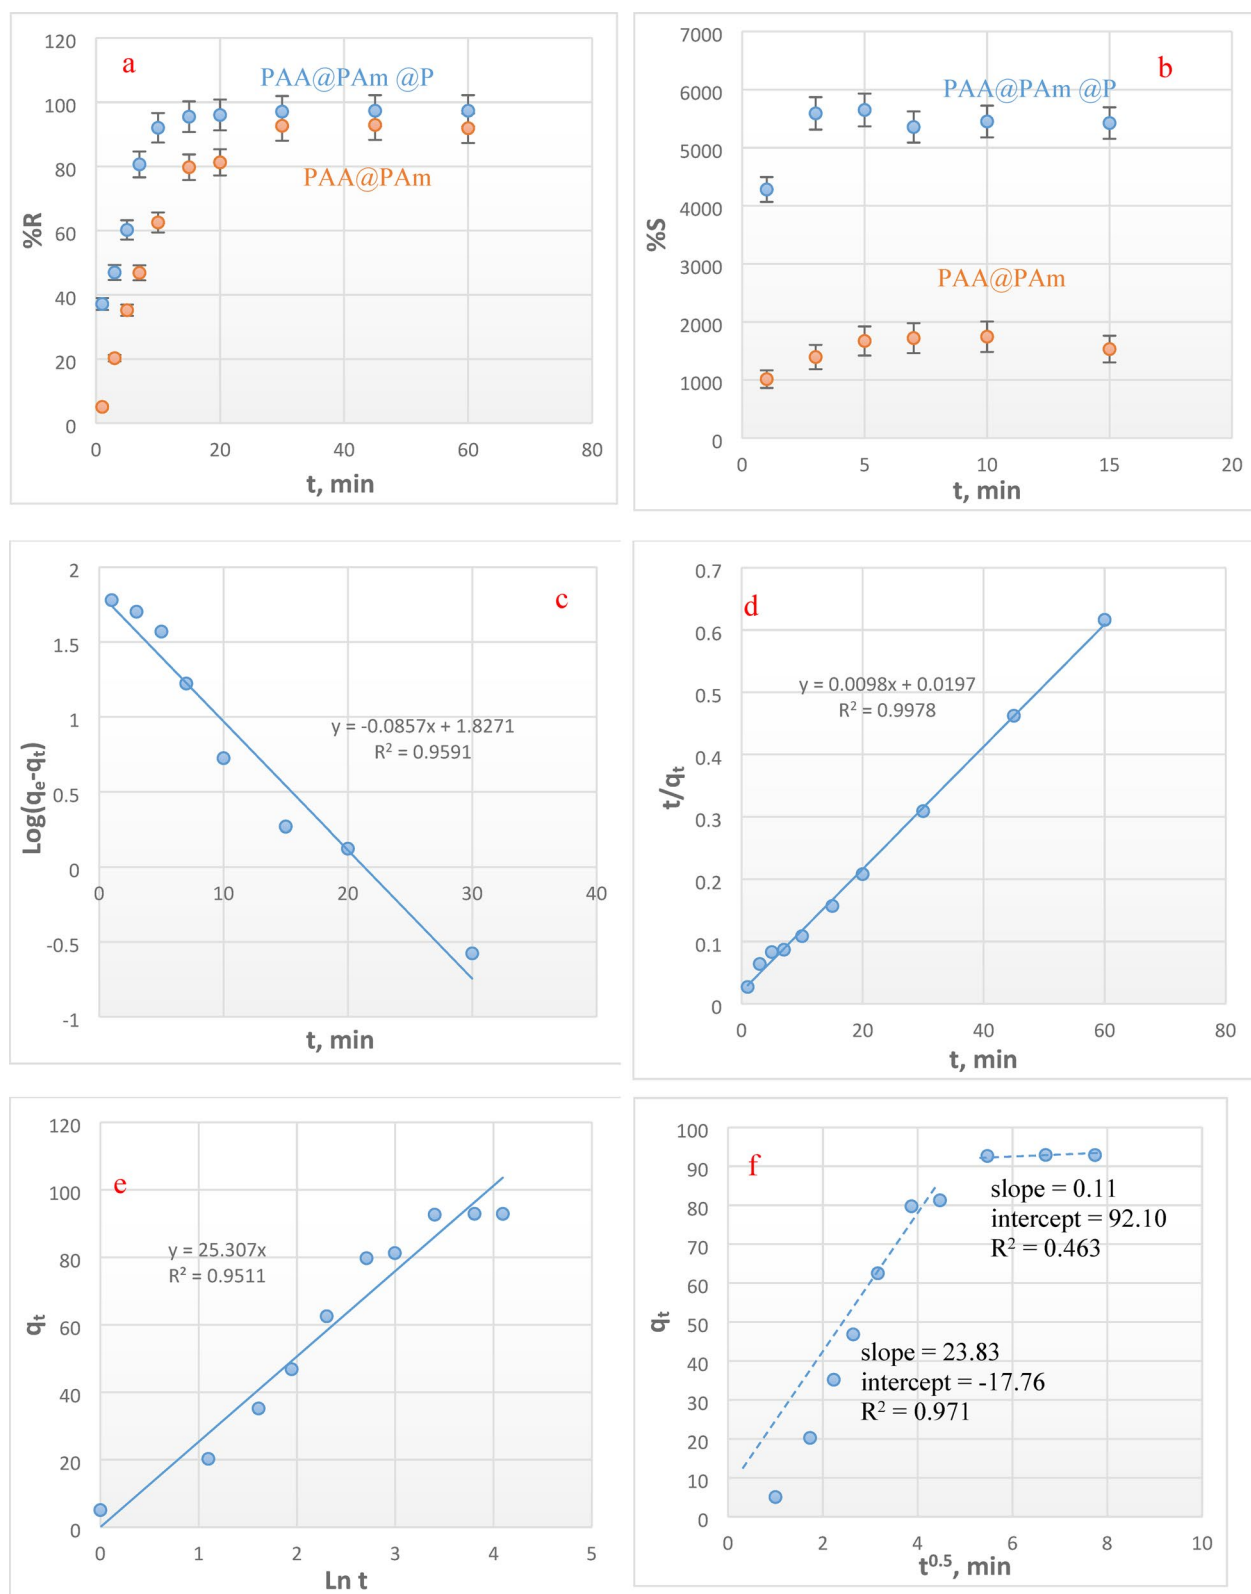 a
PAA@PAm @P
PAA@PAm
%R
120
100
80
60
40
20
0
0 20 40 60 80
t, min
b
PAA@PAm @P
PAA@PAm
%S
7000
6000
5000
4000
3000
2000
1000
0
0 5 10 15 20
t, min
c
y = -0.0857x + 1.8271
R² = 0.9591
Log(qe-qt)
2
1.5
1
0.5
0
-0.5
-1
0 10 20 30 40
t, min
d
y = 0.0098x + 0.0197
R² = 0.9978
t/qt
0.7
0.6
0.5
0.4
0.3
0.2
0.1
0
0 20 40 60 80
t, min
e
y = 25.307x
R² = 0.9511
qt
120
100
80
60
40
20
0
0 1 2 3 4 5
Ln t
f
slope = 0.11
intercept = 92.10
R² = 0.463
slope = 23.83
intercept = -17.76
R² = 0.971
qt
100
90
80
70
60
50
40
30
20
10
0
0 2 4 6 8 10
t^0.5, min